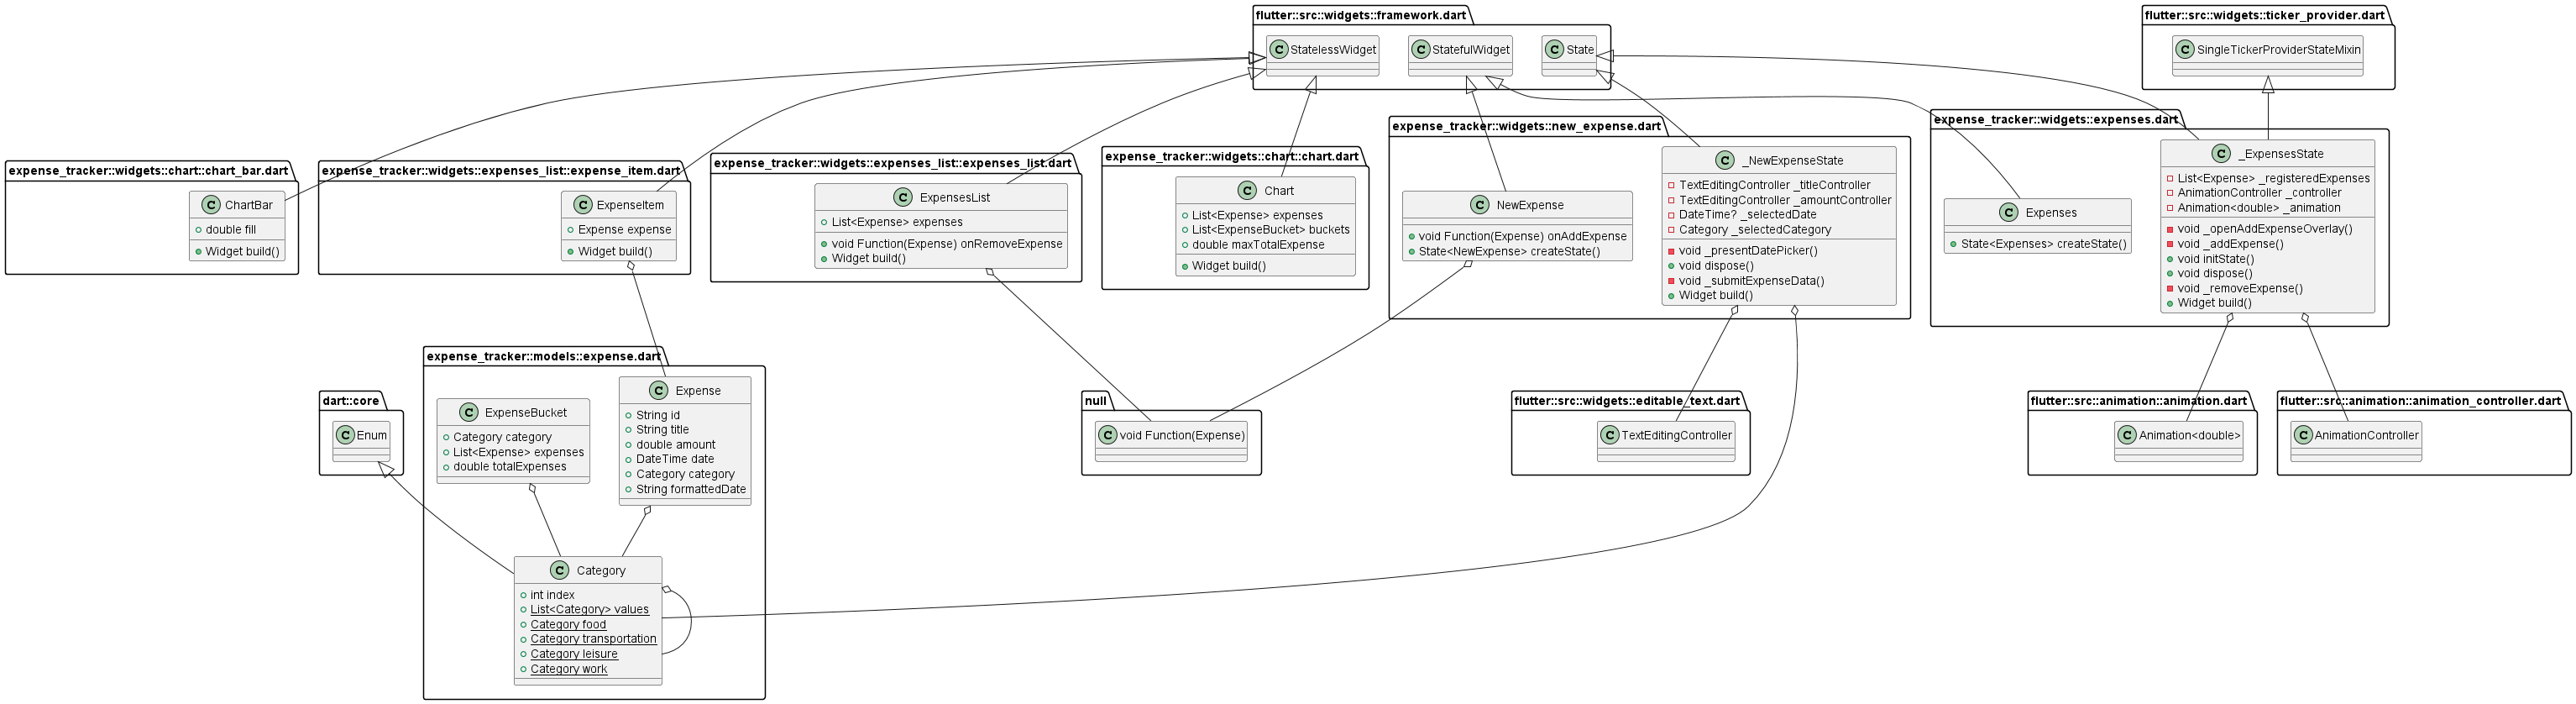 flutter::src::widgets::framework.dart
C StatelessWidget
C StatefulWidget
C State
flutter::src::widgets::ticker_provider.dart
C SingleTickerProviderStateMixin
expense_tracker::widgets::chart::chart_bar.dart
C ChartBar
double fill
Widget build()
expense_tracker::widgets::expenses_list::expense_item.dart
C ExpenseItem
Expense expense
Widget build()
expense_tracker::widgets::expenses_list::expenses_list.dart
C ExpensesList
List<Expense> expenses
void Function(Expense) onRemoveExpense
Widget build()
expense_tracker::widgets::chart::chart.dart
C Chart
List<Expense> expenses
List<ExpenseBucket> buckets
double maxTotalExpense
Widget build()
expense_tracker::widgets::new_expense.dart
C NewExpense
void Function(Expense) onAddExpense
State<NewExpense> createState()
C _NewExpenseState
TextEditingController _titleController
TextEditingController _amountController
DateTime? _selectedDate
Category _selectedCategory
void _presentDatePicker()
void dispose()
void _submitExpenseData()
Widget build()
expense_tracker::widgets::expenses.dart
C Expenses
State<Expenses> createState()
C _ExpensesState
List<Expense> _registeredExpenses
AnimationController _controller
Animation<double> _animation
void _openAddExpenseOverlay()
void _addExpense()
void initState()
void dispose()
void _removeExpense()
Widget build()
dart::core
C Enum
expense_tracker::models::expense.dart
C ExpenseBucket
Category category
List<Expense> expenses
double totalExpenses
C Expense
String id
String title
double amount
DateTime date
Category category
String formattedDate
C Category
int index
List<Category> values
Category food
Category transportation
Category leisure
Category work
null
C void Function(Expense)
flutter::src::widgets::editable_text.dart
C TextEditingController
flutter::src::animation::animation.dart
C Animation<double>
flutter::src::animation::animation_controller.dart
C AnimationController